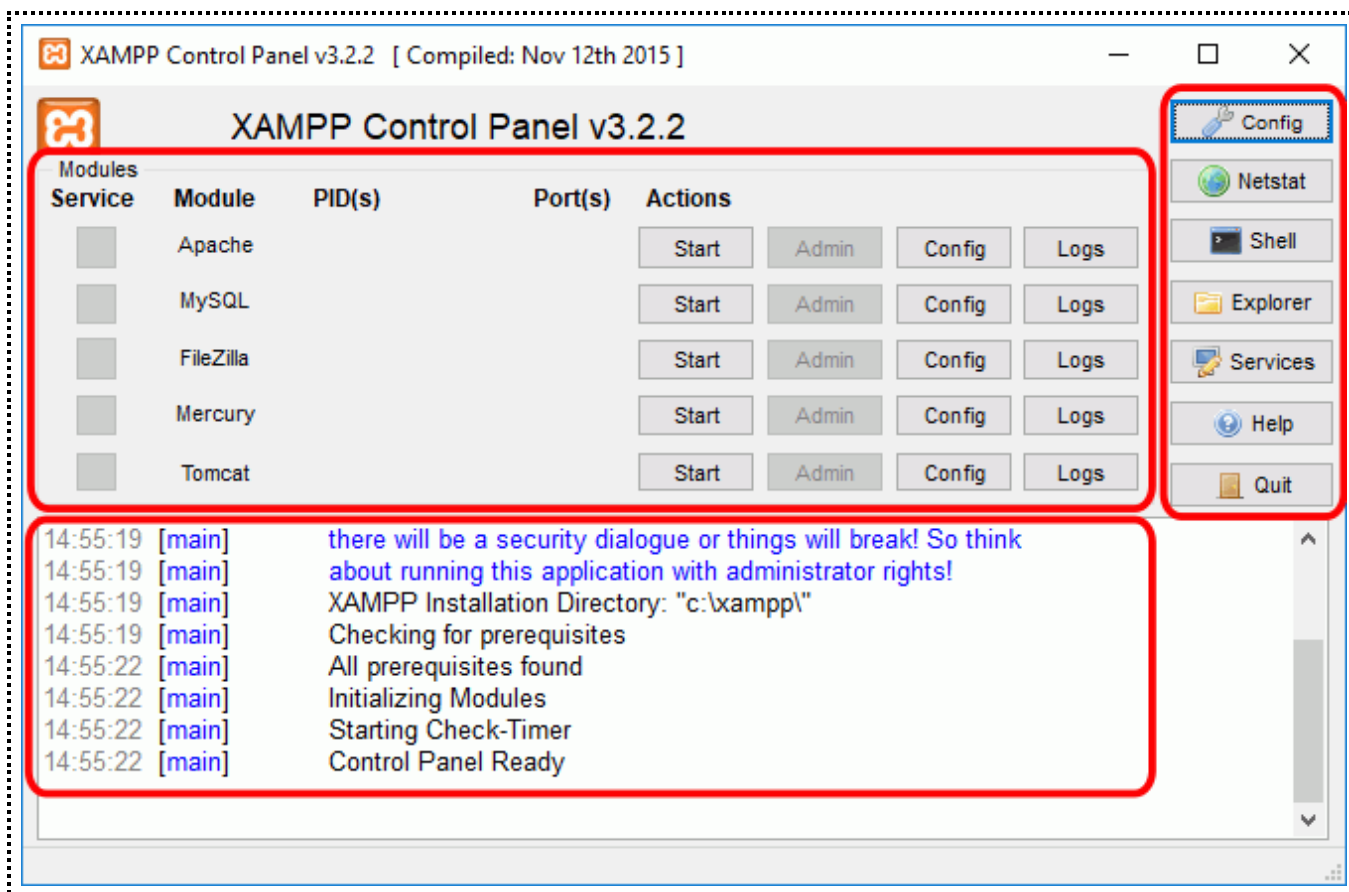 XAMPP Control Panel v3.2.2 [ Compiled: Nov 12th 2015 ]
XAMPP Control Panel v3.2.2
Config
Modules
Service Module PID(s) Port(s) Actions
Netstat
Apache Start Admin Config Logs
Shell
MySQL Start Admin Config Logs
Explorer
FileZilla Start Admin Config Logs
Services
Mercury Start Admin Config Logs
Help
Tomcat Start Admin Config Logs
Quit
14:55:19 [main] there will be a security dialogue or things will break! So think
14:55:19 [main] about running this application with administrator rights!
14:55:19 [main] XAMPP Installation Directory: "c:\xampp\"
14:55:19 [main] Checking for prerequisites
14:55:22 [main] All prerequisites found
14:55:22 [main] Initializing Modules
14:55:22 [main] Starting Check-Timer
14:55:22 [main] Control Panel Ready